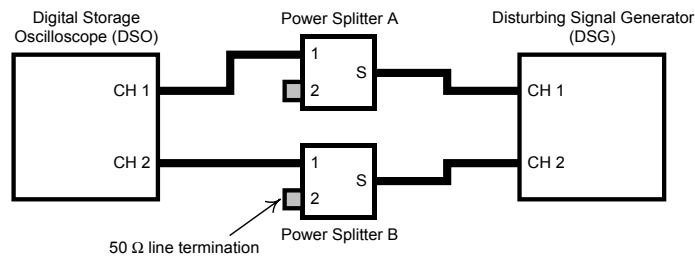 Digital Storage
Oscilloscope (DSO)
Power Splitter A
Disturbing Signal Generator
(DSG)
1
S
2
CH 1
CH 1
CH 2
1
CH 2
S
2
50 Ω line termination
Power Splitter B